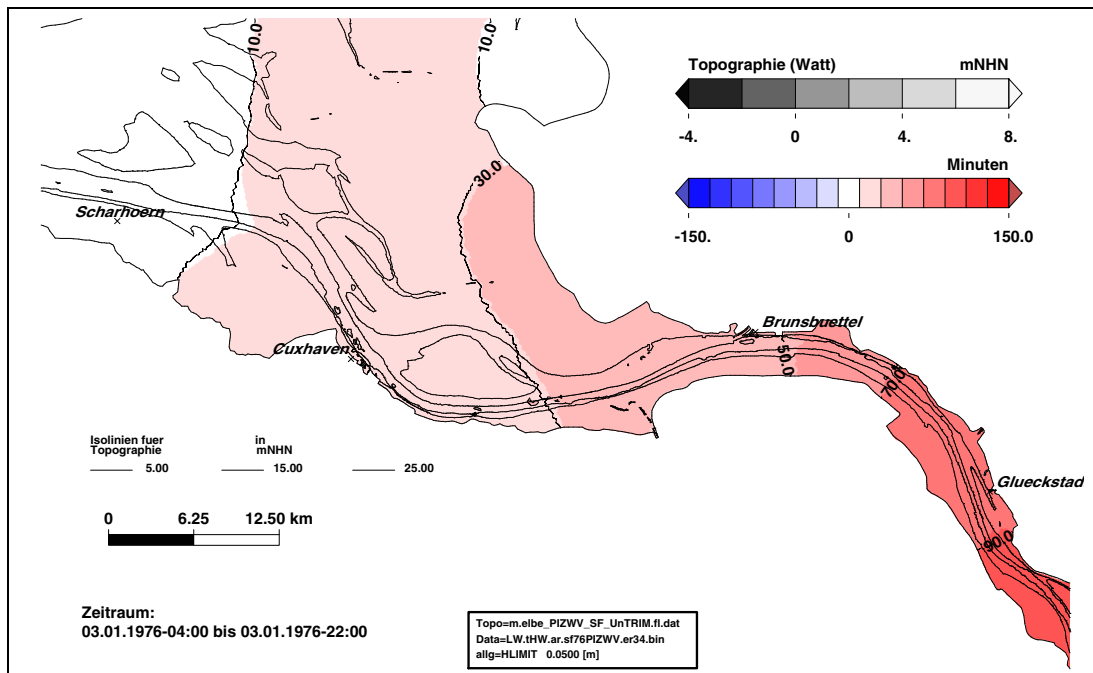 10.0
10.0
Topographie (Watt) mNHN
-4. 0 4. 8.
Minuten
-150. 0 150.0
30.0
Scharhoern
Brunsbuettel
Cuxhaven
50.0
70.0
Isolinien fuer Topographie in mNHN
5.00 15.00 25.00
Glueckstad
0 6.25 12.50 km
90.0
Zeitraum:
03.01.1976-04:00 bis 03.01.1976-22:00
Topo=m.elbe_PIZWV_SF_UnTRIM.fl.dat
Data=LW.tHW.ar.sf76PIZWV.er34.bin
allg=HLIMIT 0.0500 [m]